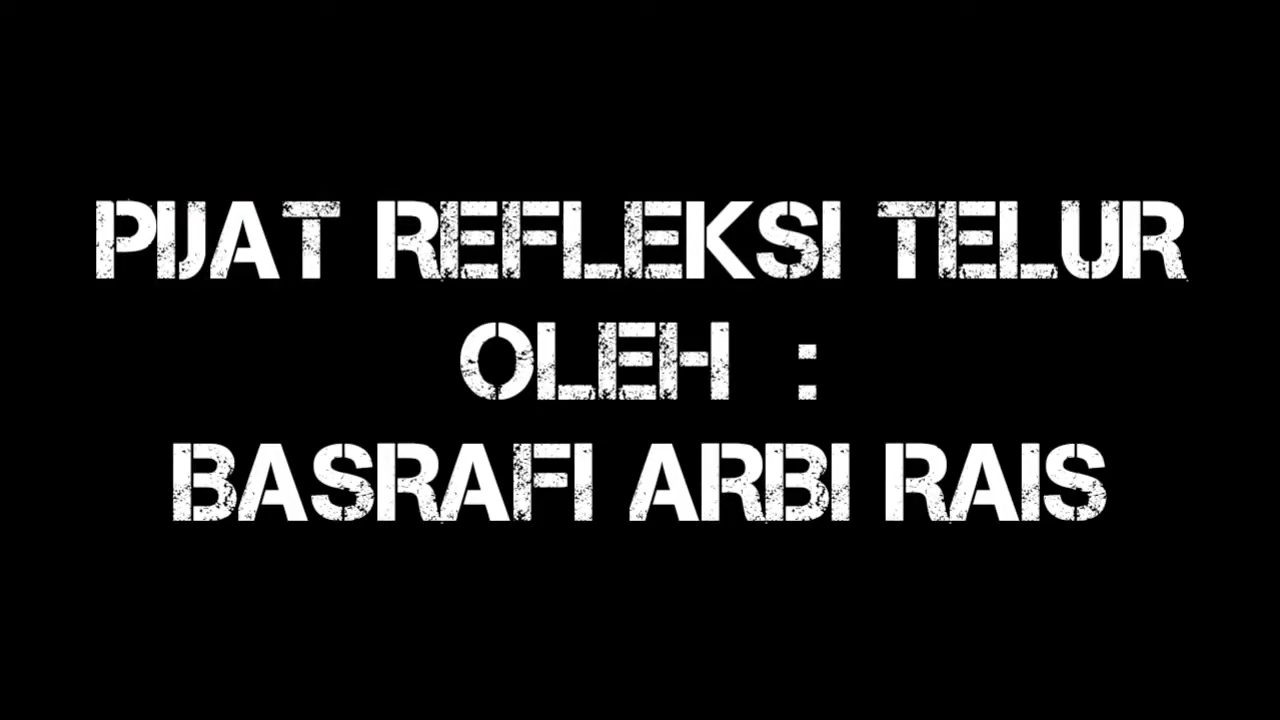 PIJAT REFLEKSI TELUR
OLEH :
BASRAFI ARBI RAIS